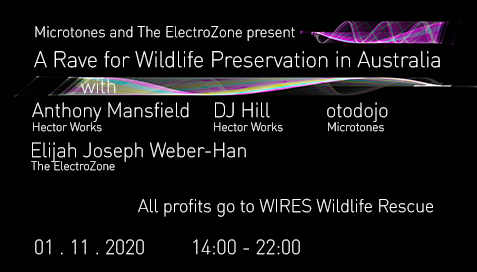 Microtones and The ElectroZone present
A Rave for Wildlife Preservation in Australia
with
Anthony Mansfield DJ Hill otodojo
Hector Works Hector Works Microtones
Elijah Joseph Weber-Han
The ElectroZone
All profits go to WIRES Wildlife Rescue
01 . 11 . 2020 14:00 - 22:00